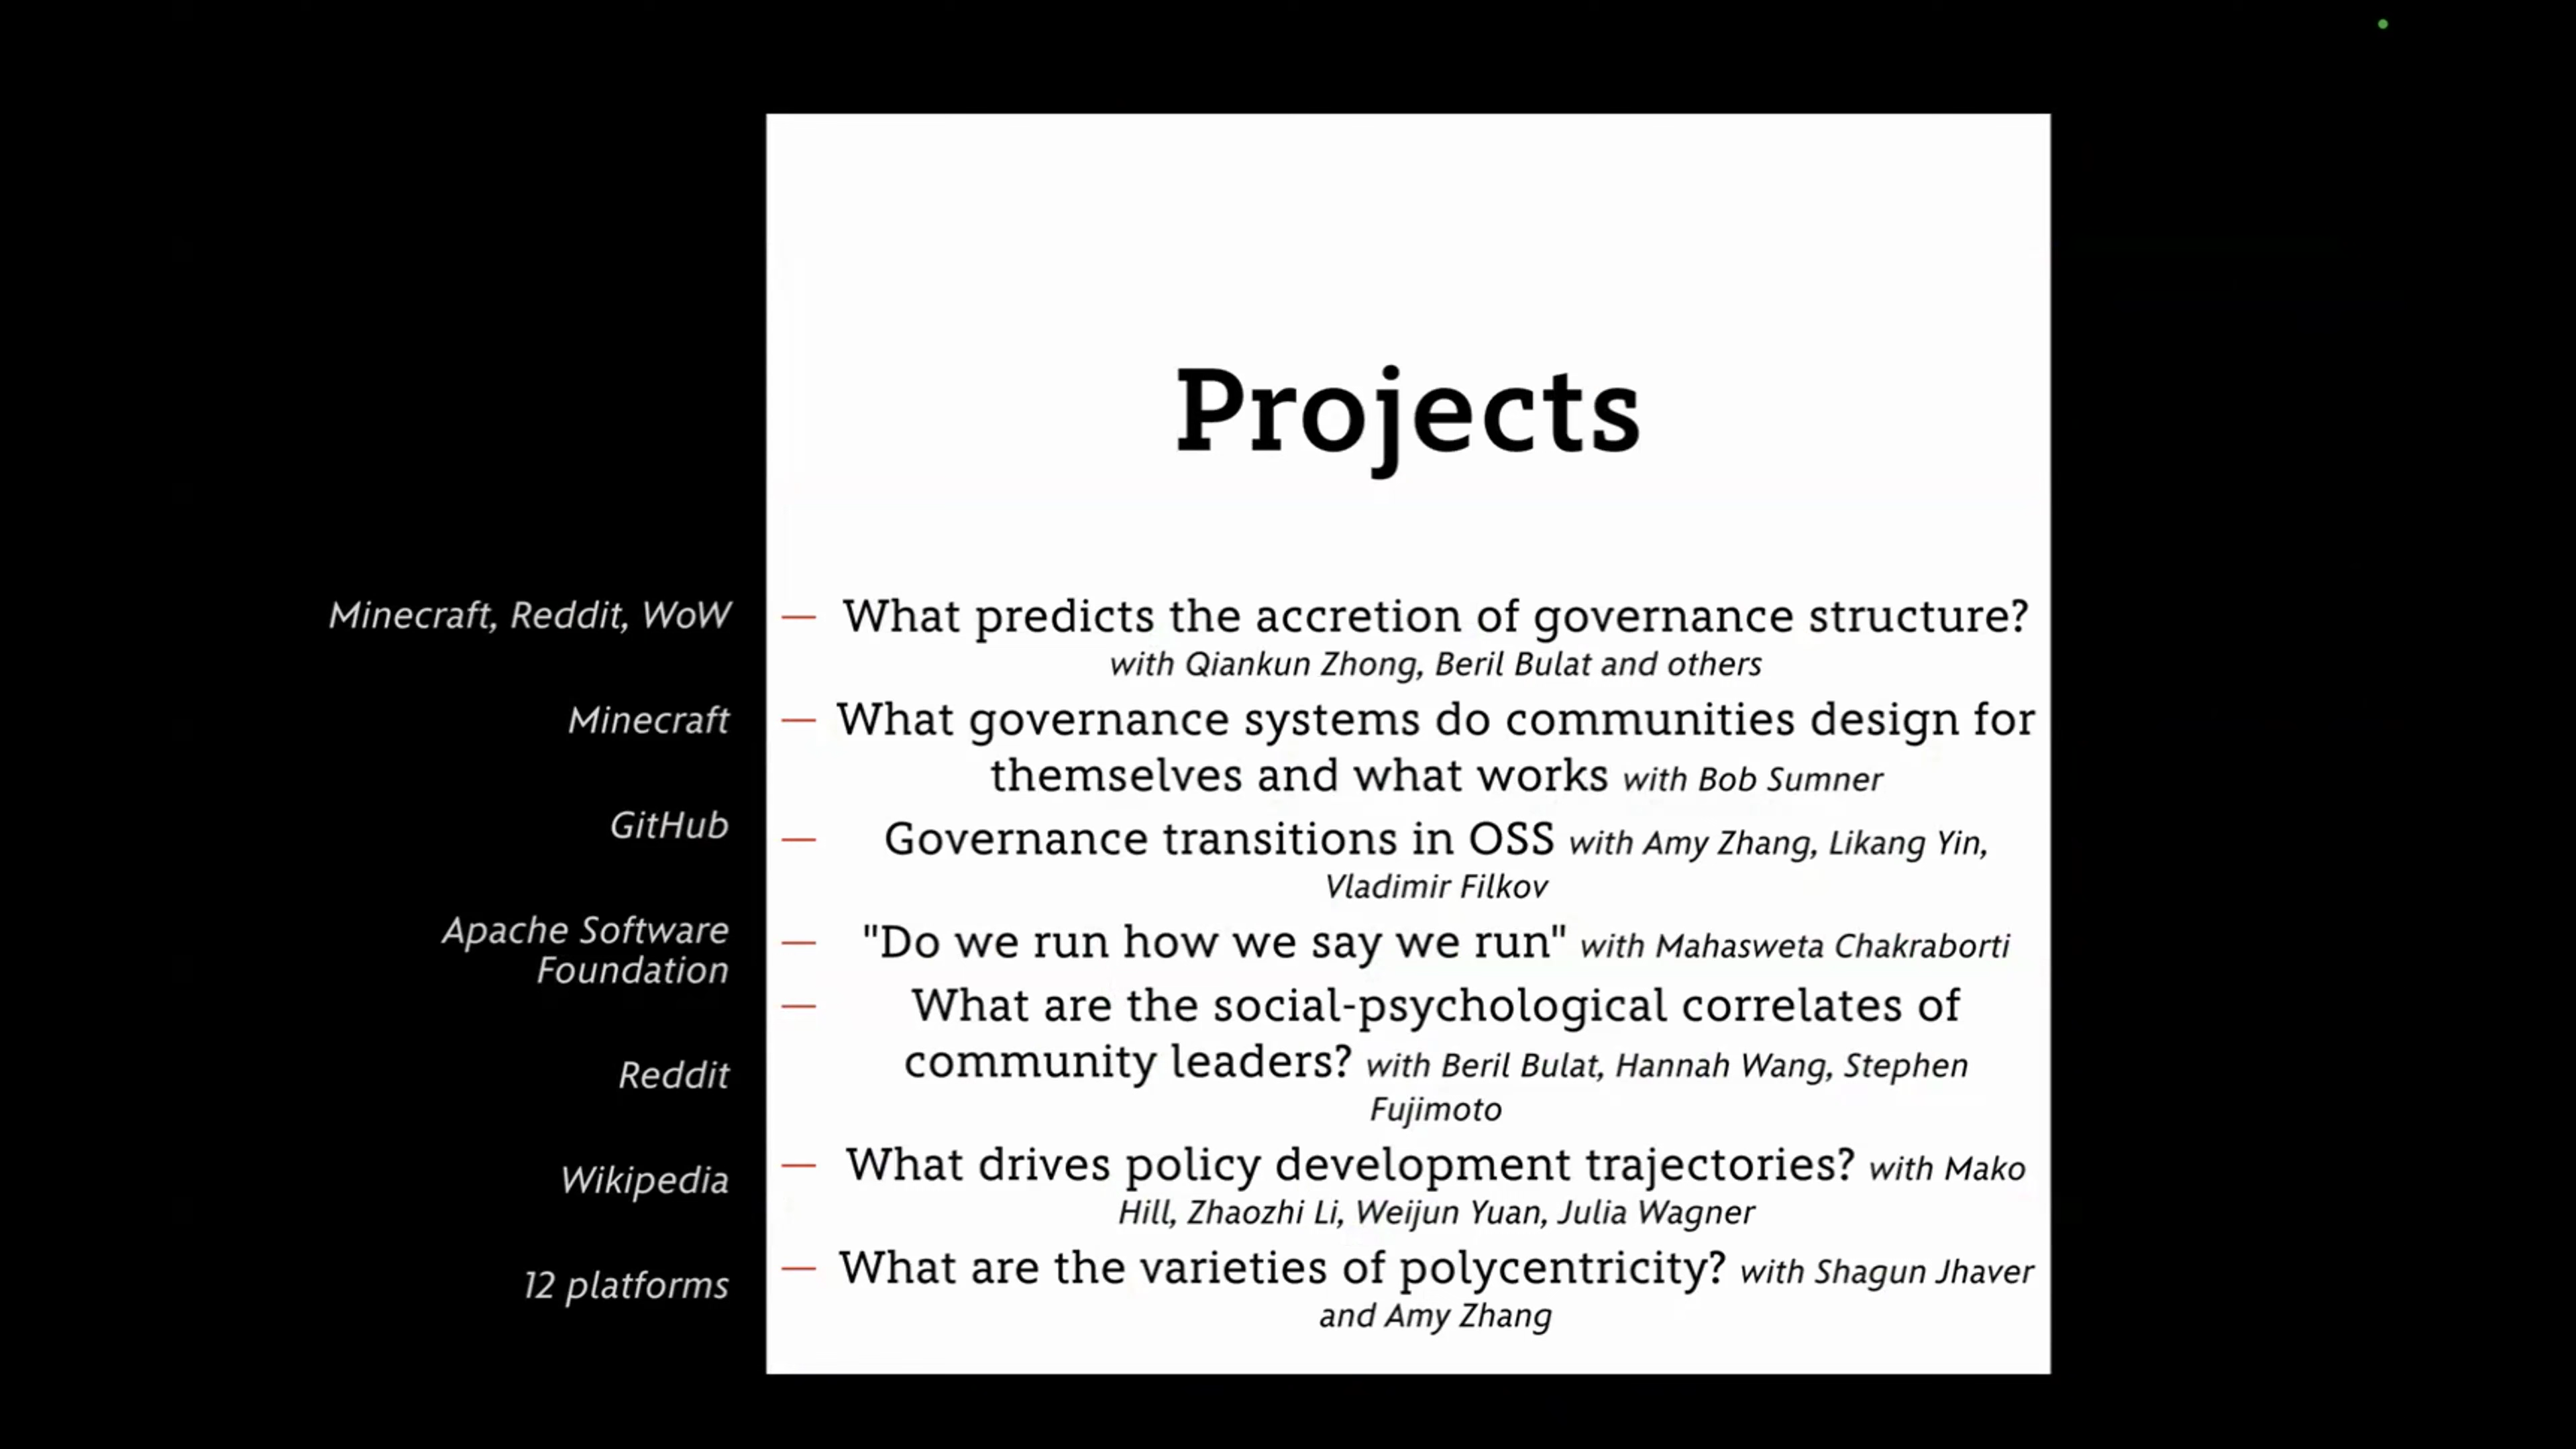 Projects
Minecraft, Reddit, WoW
— What predicts the accretion of governance structure?
with Qiankun Zhong, Beril Bulat and others
Minecraft
— What governance systems do communities design for
themselves and what works with Bob Sumner
GitHub
— Governance transitions in OSS with Amy Zhang, Likang Yin,
Vladimir Filkov
Apache Software
Foundation
— "Do we run how we say we run" with Mahasweta Chakraborti
— What are the social-psychological correlates of
community leaders? with Beril Bulat, Hannah Wang, Stephen
Fujimoto
Reddit
Wikipedia
— What drives policy development trajectories? with Mako
Hill, Zhaozhi Li, Weijun Yuan, Julia Wagner
12 platforms
— What are the varieties of polycentricity? with Shagun Jhaver
and Amy Zhang